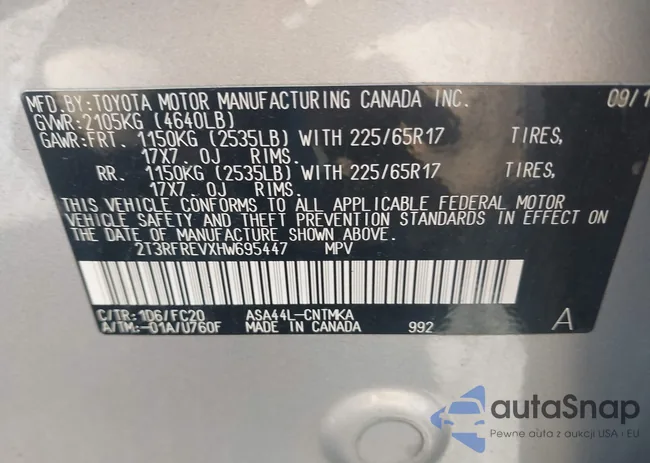 MFD.BY:TOYOTA MOTOR MANUFACTURING CANADA INC. 09/1
GVWR:2105KG (4640LB)
GAWR:FRT. 1150KG (2535LB) WITH 225/65R17 TIRES,
17X7.0J RIMS.
RR. 1150KG (2535LB) WITH 225/65R17 TIRES,
17X7.0J RIMS.
THIS VEHICLE CONFORMS TO ALL APPLICABLE FEDERAL MOTOR
VEHICLE SAFETY AND THEFT PREVENTION STANDARDS IN EFFECT ON
THE DATE OF MANUFACTURE SHOWN ABOVE.
2T3RFREVXHW695447 MPV
C/TR:1D6/FC20 ASA44L-CNTMKA
A/TM:-01A/U760F MADE IN CANADA 992 A
autaSnap
Pewne auta z aukcji USA i EU